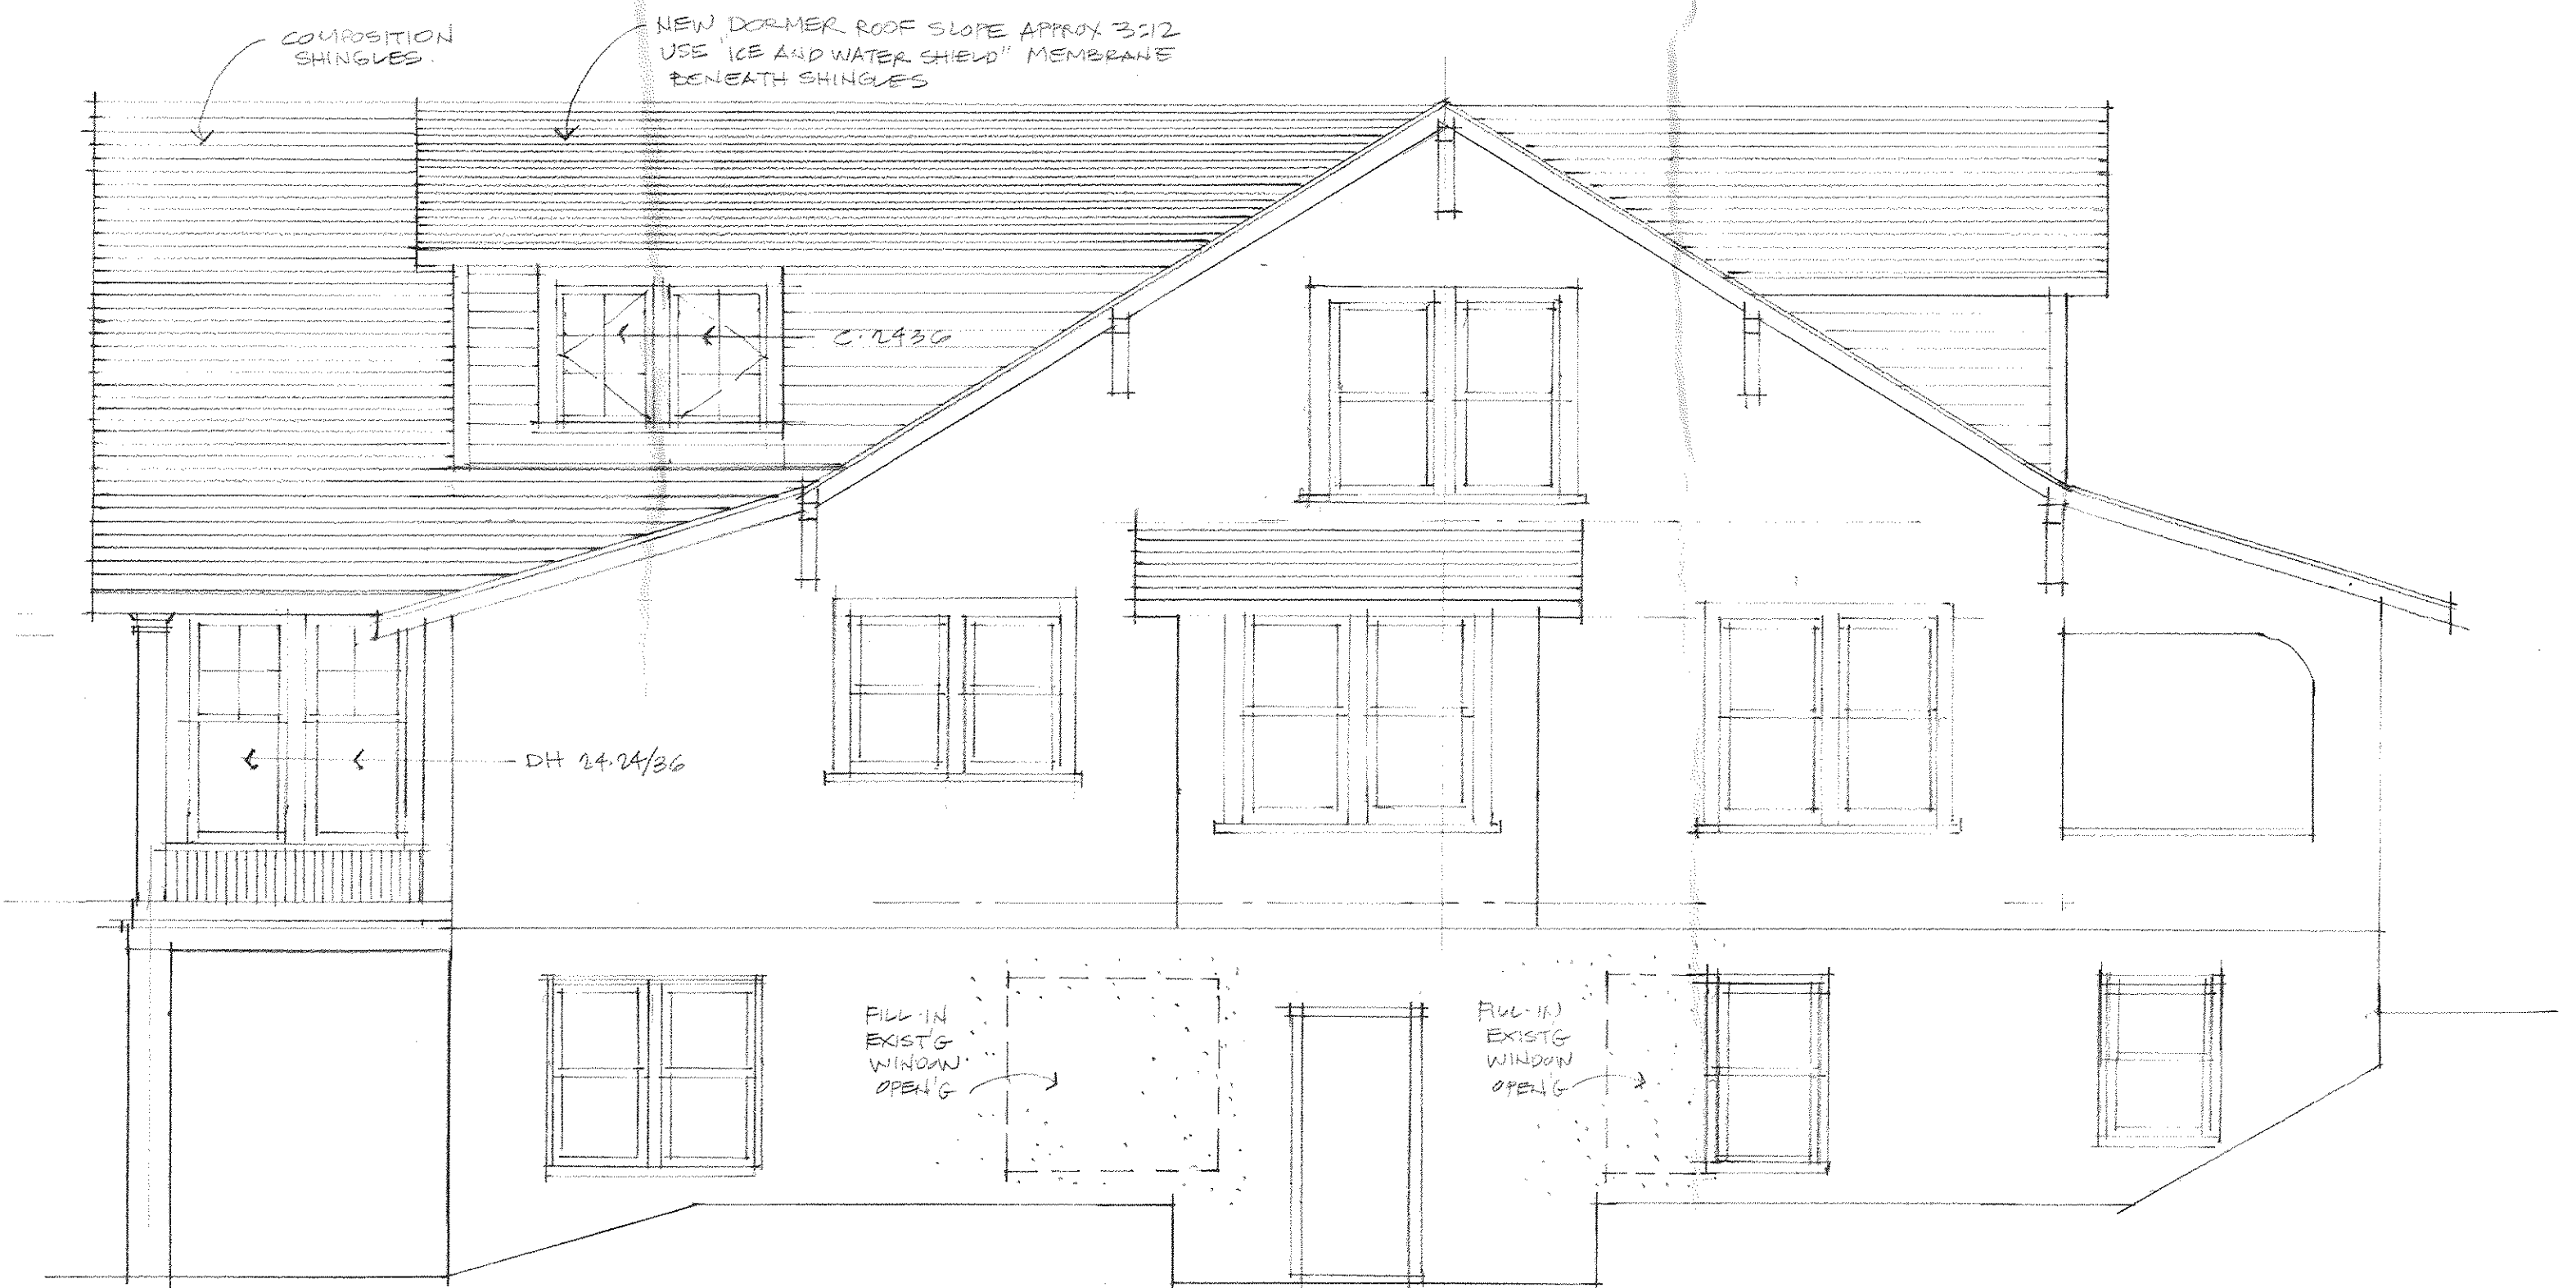 COMPOSITION
SHINGLES.
NEW DORMER ROOF SLOPE APPROX 3:12
USE "ICE AND WATER SHIELD" MEMBRANE
BENEATH SHINGLES
C·2436
DH 24·24/36
FILL-IN
EXIST'G
WINDOW
OPEN'G
FILL-IN
EXIST'G
WINDOW
OPEN'G